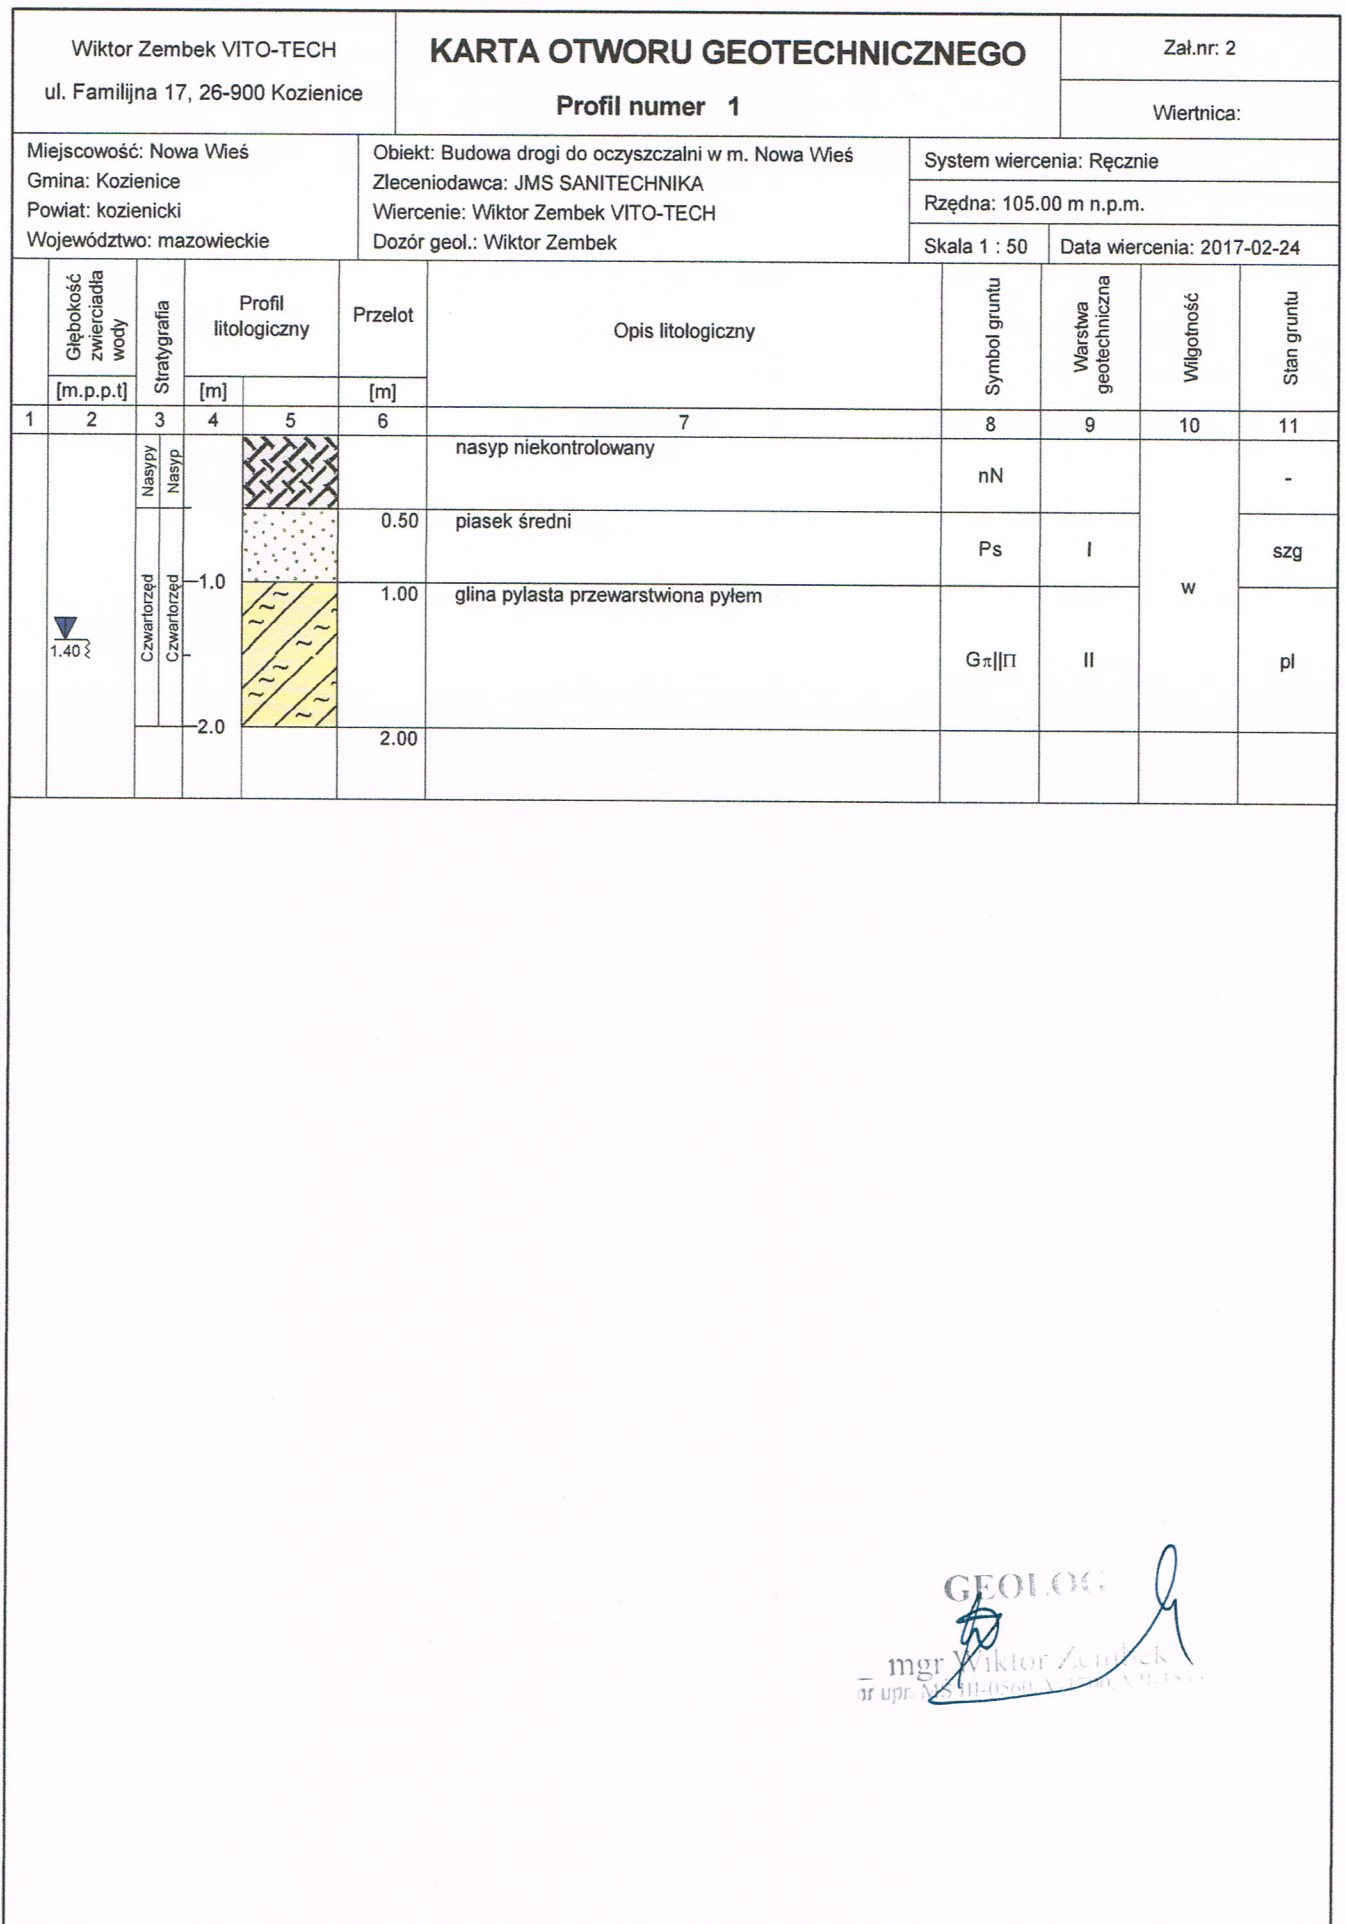 Wiktor Zembek VITO-TECH
ul. Familijna 17, 26-900 Kozienice
KARTA OTWORU GEOTECHNICZNEGO
Profil numer 1
Zał.nr: 2
Wiertnica:
Miejscowość: Nowa Wieś
Gmina: Kozienice
Powiat: kozienicki
Województwo: mazowieckie
Obiekt: Budowa drogi do oczyszczalni w m. Nowa Wieś
Zleceniodawca: JMS SANITECHNIKA
Wiercenie: Wiktor Zembek VITO-TECH
Dozór geol.: Wiktor Zembek
System wiercenia: Ręcznie
Rzędna: 105.00 m n.p.m.
Skala 1 : 50
Data wiercenia: 2017-02-24
Głębokość zwierciadła wody
[m.p.p.t]
Stratygrafia
Profil litologiczny
[m]
Przelot
[m]
Opis litologiczny
Symbol gruntu
Warstwa geotechniczna
Wilgotność
Stan gruntu
1 2 3 4 5 6 7 8 9 10 11
Nasypy Nasyp nasyp niekontrolowany nN -
0.50 piasek średni Ps I szg
Czwartorzęd Czwartorzęd
1.0 1.00 glina pylasta przewarstwiona pyłem w
1.40
Gπ||Π II pl
2.0 2.00
GEOLOG
mgr Wiktor Zembek
nr upr. MS III-0560